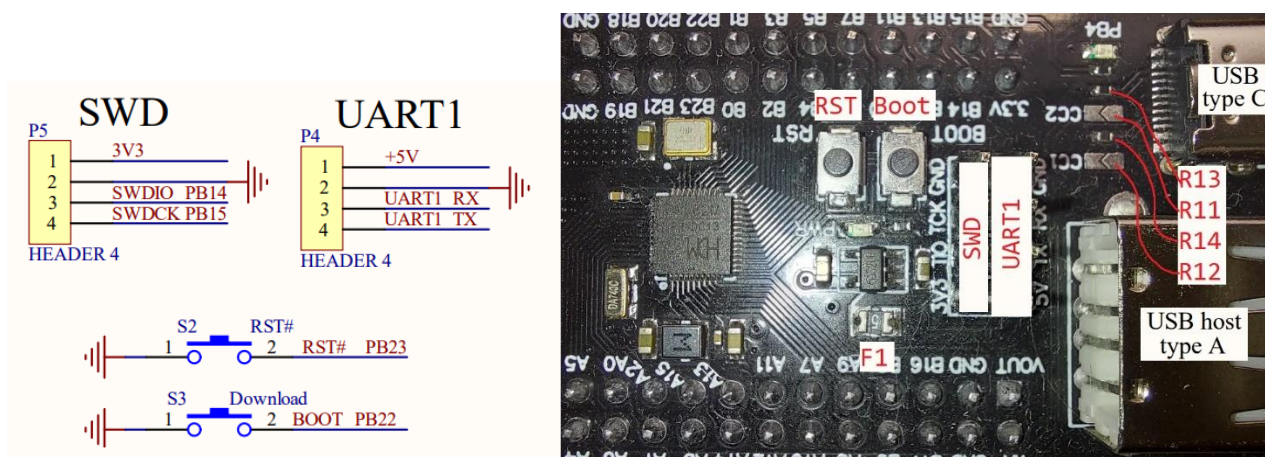 SWD
P5
1 3V3
2
3 SWDIO PB14
4 SWDCK PB15
HEADER 4
UART1
P4
1 +5V
2
3 UART1 RX
4 UART1 TX
HEADER 4
S2 RST#
1 2 RST# PB23
S3 Download
1 2 BOOT PB22
GND B18 B20 B22 B1 B3 B5 B7 B11 B13 B15 GND
GND B19 B21 B23 B0 B2 B4 B14 3.3V
PB4
CC2
CC1
USB
type C
RST Boot
RST BOOT
PWR
3V3 TIO TCK GND
SWD
UART1
5V TX RX GND
R13
R11
R14
R12
USB host
type A
F1
A5 A2 A0 A15 A13 A11 A7 A9 B16 GND VOUT